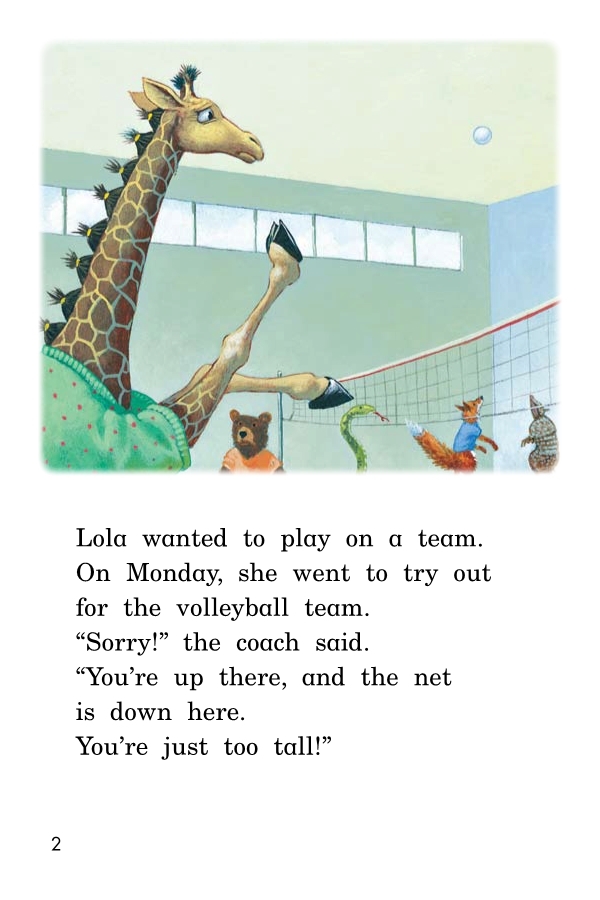 Lola wanted to play on a team.
On Monday, she went to try out
for the volleyball team.
“Sorry!” the coach said.
“You’re up there, and the net
is down here.
You’re just too tall!”
2